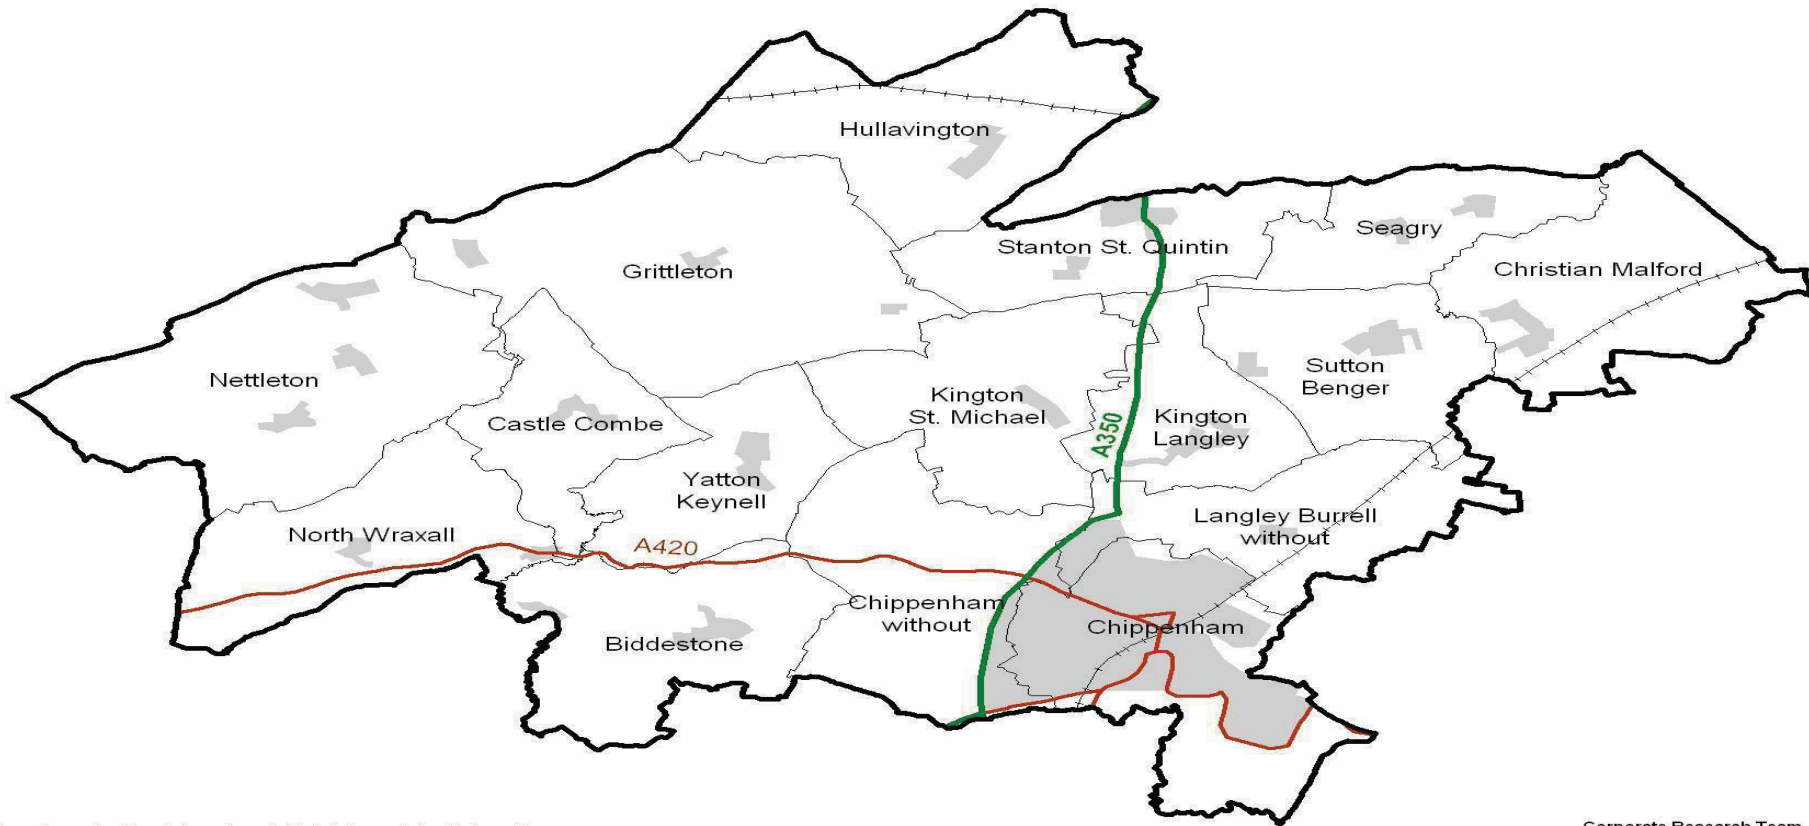 Hullavington
Stanton St. Quintin
Seagry
Grittleton
Christian Malford
Nettleton
Castle Combe
Kington
St. Michael
A350
Kington
Langley
Sutton
Benger
Yatton
Keynell
North Wraxall
A420
Langley Burrell
without
Chippenham
without
Chippenham
Biddestone
Corporate Research Team